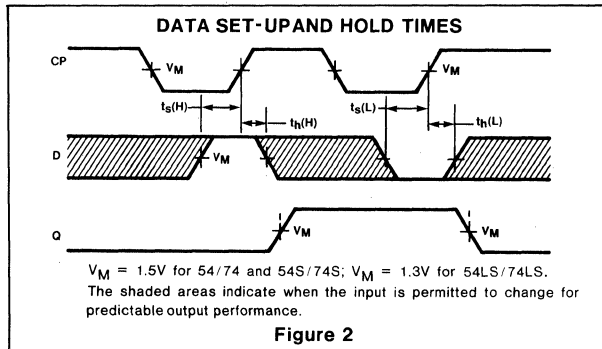 DATA SET-UP AND HOLD TIMES
CP
VM
VM
ts(H)
th(H)
ts(L)
th(L)
D
VM
Q
VM
VM
VM = 1.5V for 54/74 and 54S/74S; VM = 1.3V for 54LS/74LS.
The shaded areas indicate when the input is permitted to change for
predictable output performance.
Figure 2